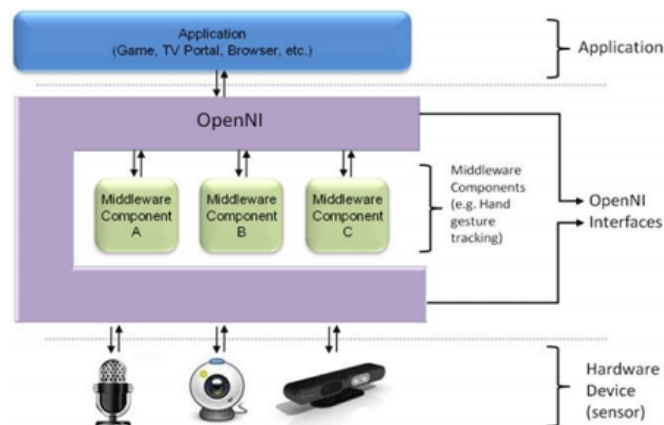 Application
(Game, TV Portal, Browser, etc.)
Application
OpenNI
Middleware
Component
A
Middleware
Component
B
Middleware
Component
C
Middleware
Components
(e.g. Hand
gesture
tracking)
OpenNI
Interfaces
Hardware
Device
(sensor)